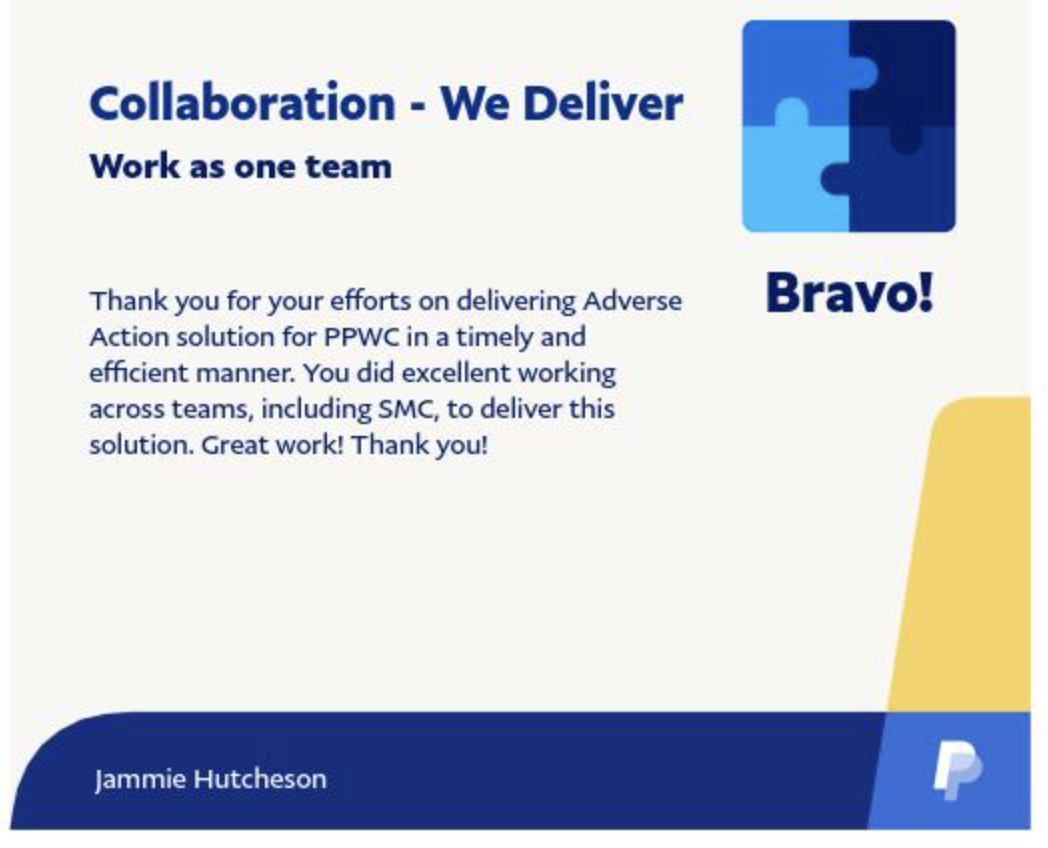 Collaboration - We Deliver
Work as one team
Bravo!
Thank you for your efforts on delivering Adverse
Action solution for PPWC in a timely and
efficient manner. You did excellent working
across teams, including SMC, to deliver this
solution. Great work! Thank you!
Jammie Hutcheson